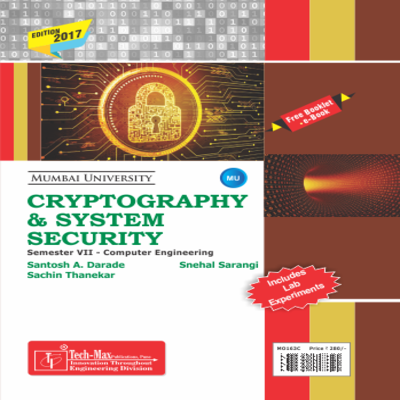 EDITION
2017
Free Booklet
+ e-Book
MUMBAI UNIVERSITY
MU
CRYPTOGRAPHY
& SYSTEM
SECURITY
Semester VII - Computer Engineering
Santosh A. Darade Snehal Sarangi
Sachin Thanekar
Includes
Lab
Experiments
Tech-Max
Publications, Pune
Innovation Throughout
Engineering Division
MO163C Price ₹ 280/-